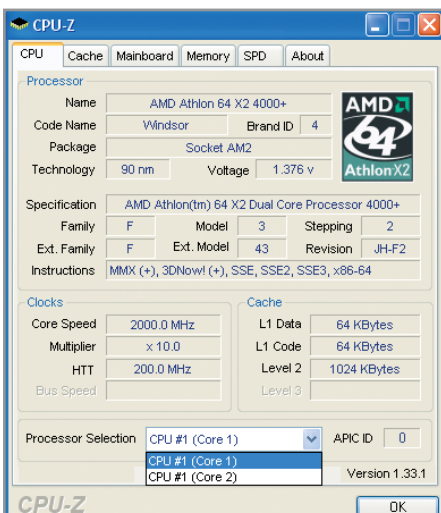 CPU-Z
CPU Cache Mainboard Memory SPD About
Processor
Name AMD Athlon 64 X2 4000+
Code Name Windsor Brand ID 4
Package Socket AM2
Technology 90 nm Voltage 1.376 v
AMD
64
Athlon X2
Specification AMD Athlon(tm) 64 X2 Dual Core Processor 4000+
Family F Model 3 Stepping 2
Ext. Family F Ext. Model 43 Revision JH-F2
Instructions MMX (+), 3DNow! (+), SSE, SSE2, SSE3, x86-64
Clocks
Core Speed 2000.0 MHz
Multiplier x 10.0
HTT 200.0 MHz
Bus Speed
Cache
L1 Data 64 KBytes
L1 Code 64 KBytes
Level 2 1024 KBytes
Level 3
Processor Selection CPU #1 (Core 1) APIC ID 0
CPU #1 (Core 1)
CPU #1 (Core 2)
Version 1.33.1
CPU-Z OK